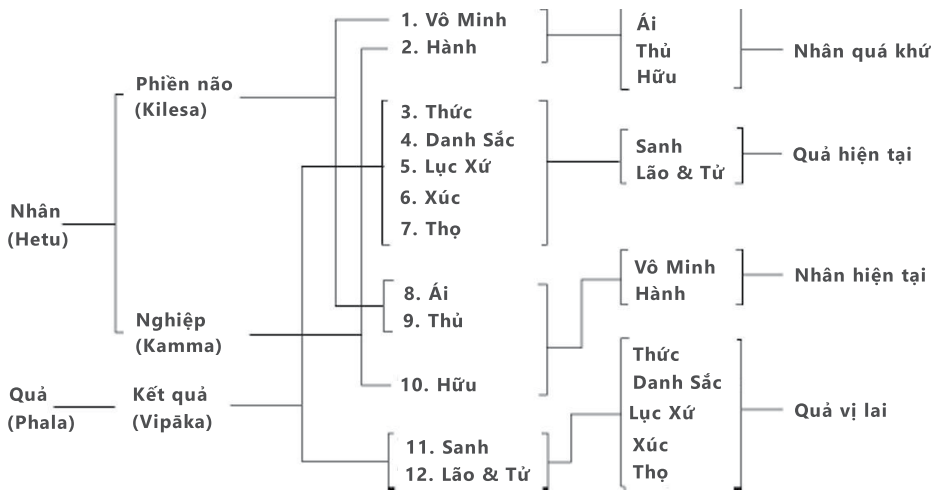 Nhân
(Hetu)
Quả
(Phala)
Phiền não
(Kilesa)
Nghiệp
(Kamma)
Kết quả
(Vipāka)
1. Vô Minh
2. Hành
3. Thức
4. Danh Sắc
5. Lục Xứ
6. Xúc
7. Thọ
8. Ái
9. Thủ
10. Hữu
11. Sanh
12. Lão & Tử
Ái
Thủ
Hữu
Sanh
Lão & Tử
Vô Minh
Hành
Thức
Danh Sắc
Lục Xứ
Xúc
Thọ
Nhân quá khứ
Quả hiện tại
Nhân hiện tại
Quả vị lai